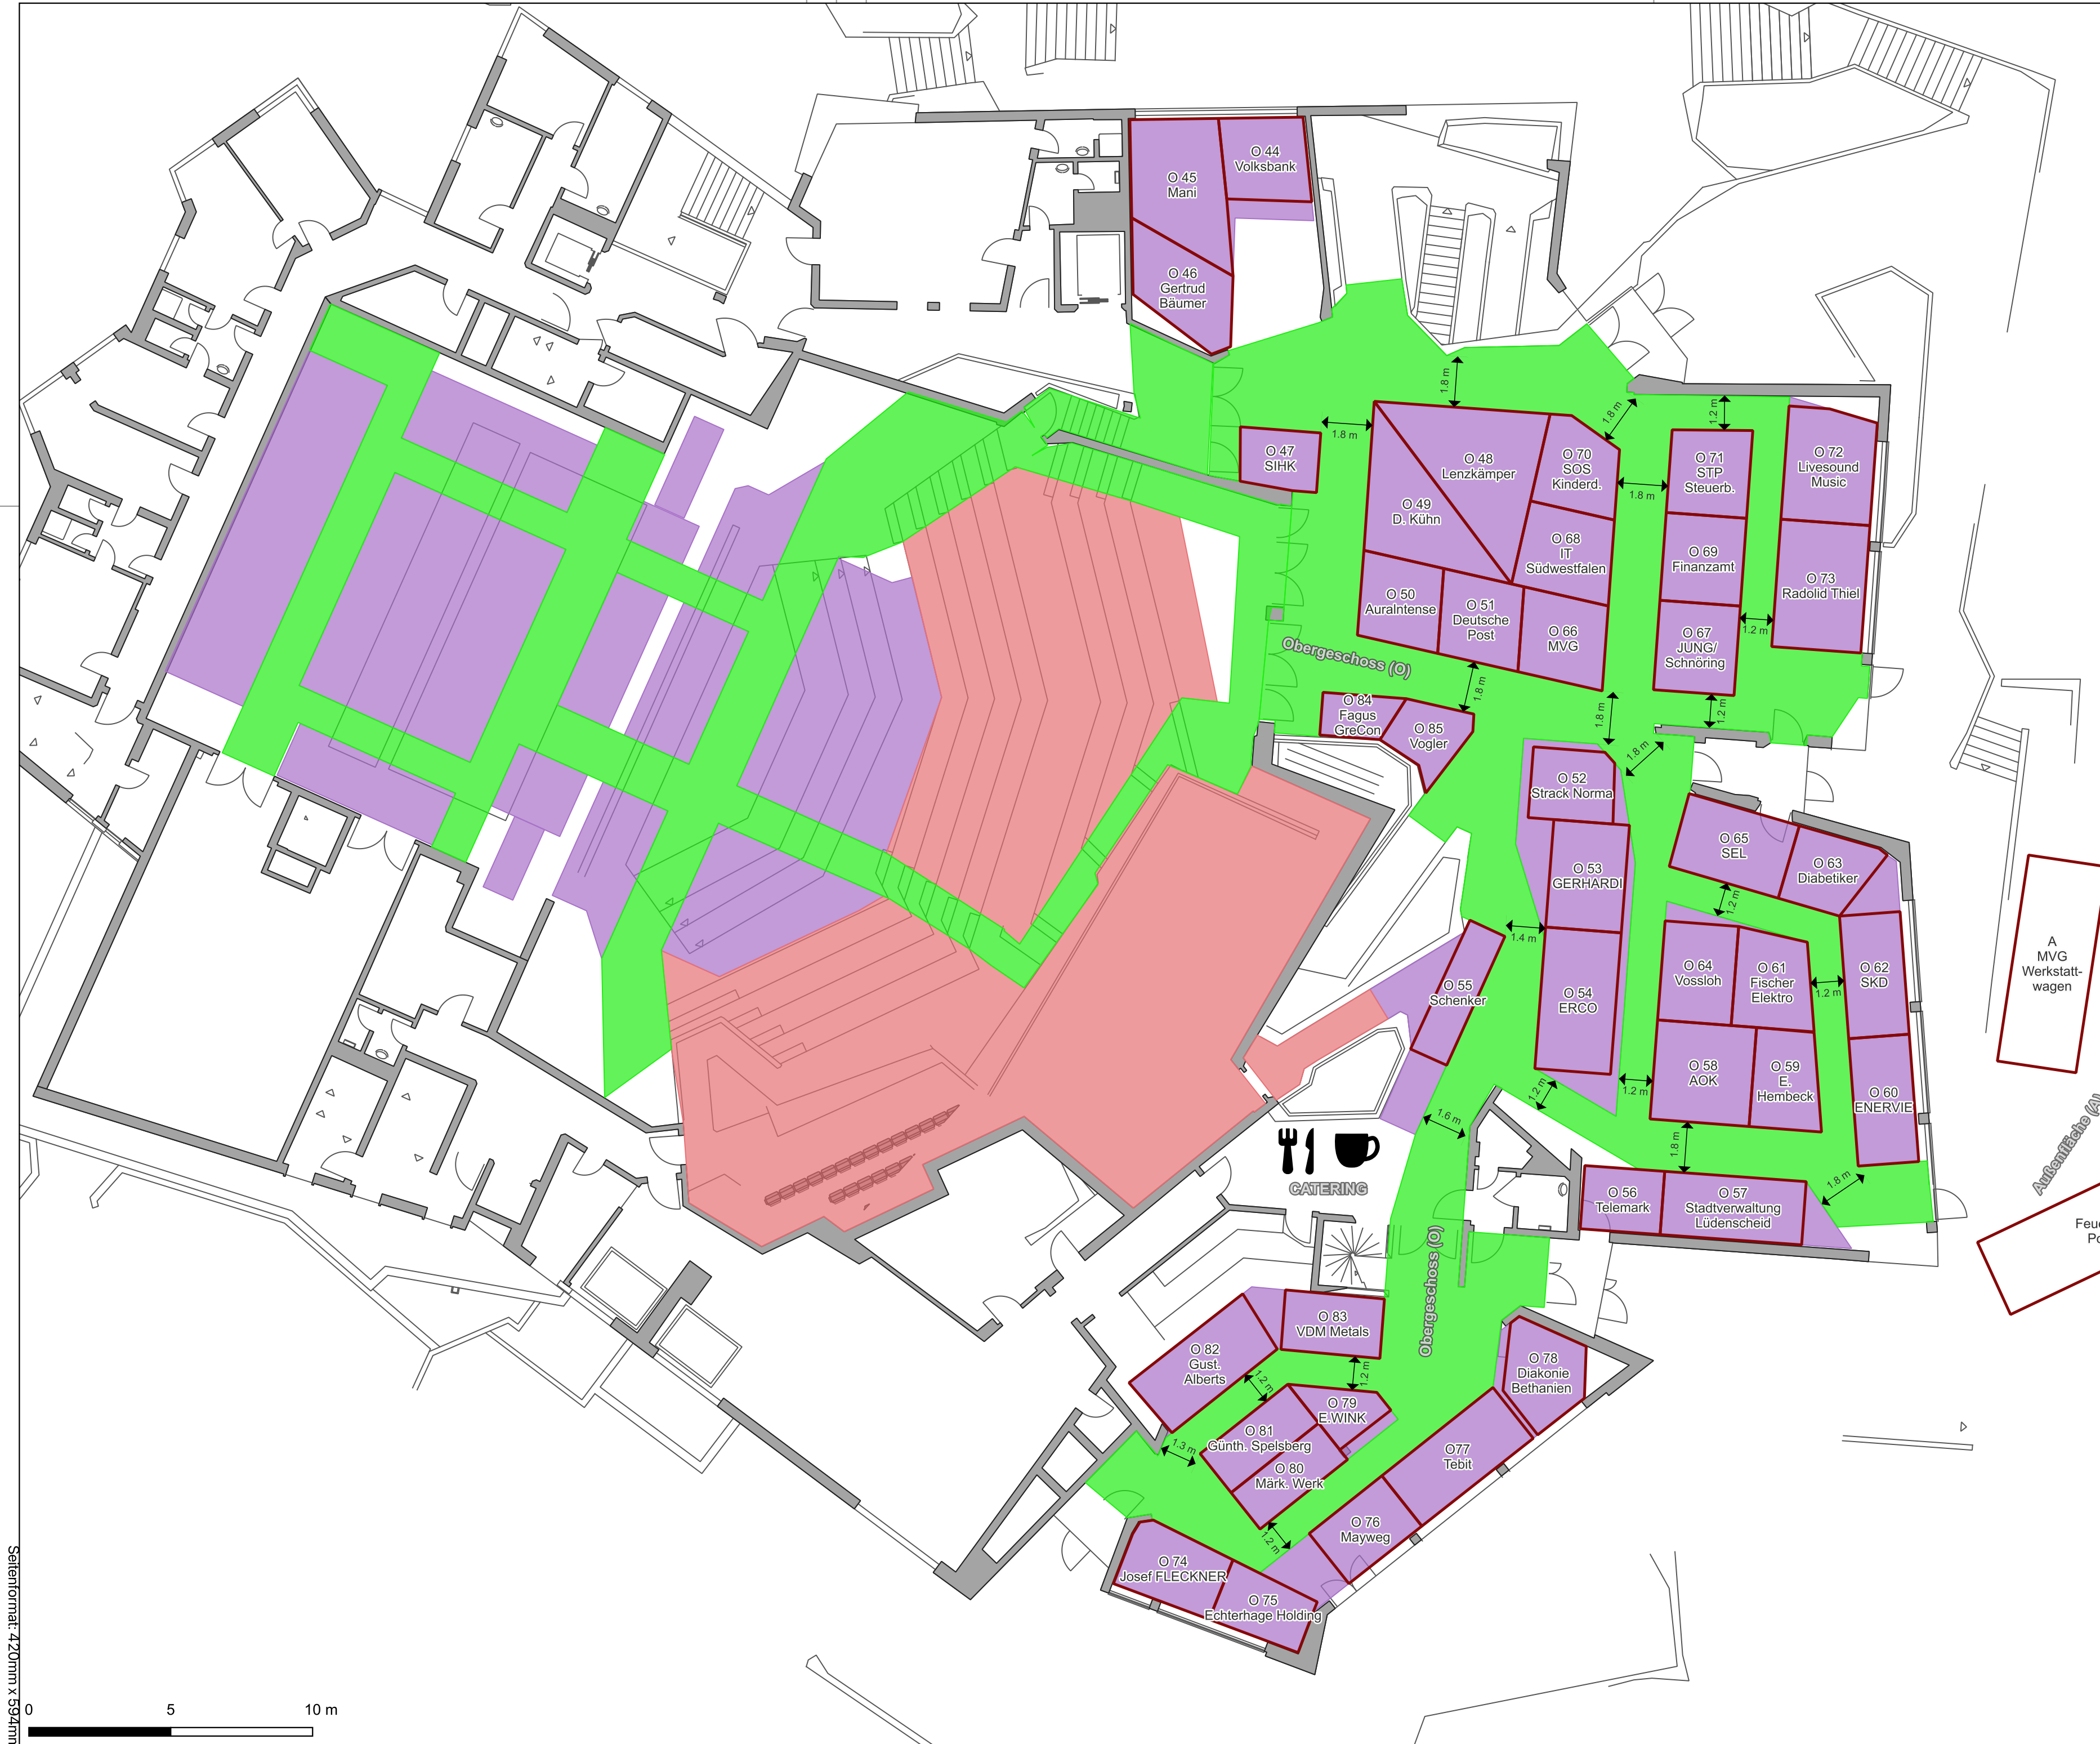 O 44
Volksbank
O 45
Mani
O 46
Gertrud
Bäumer
1.8 m
1.8 m
1.8 m
1.2 m
O 47
SIHK
O 48
Lenzkämper
O 49
D. Kühn
O 70
SOS
Kinderd.
1.8 m
O 71
STP
Steuerb.
O 72
Livesound
Music
O 68
IT
Südwestfalen
O 69
Finanzamt
O 73
Radolid Thiel
O 50
AuraIntense
O 51
Deutsche
Post
O 66
MVG
O 67
JUNG/
Schnöring
1.2 m
Obergeschoss (O)
1.8 m
1.8 m
1.2 m
O 84
Fagus
GreCon
O 85
Vogler
1.8 m
O 52
Strack Norma
O 53
GERHARDI
O 65
SEL
O 63
Diabetiker
1.2 m
1.4 m
O 55
Schenker
O 54
ERCO
O 64
Vossloh
O 61
Fischer
Elektro
1.2 m
O 62
SKD
A
MVG
Werkstatt-
wagen
O 58
AOK
O 59
E.
Hembeck
O 60
ENERVIE
1.2 m
1.2 m
1.6 m
1.8 m
Außenfläche (A)
CATERING
O 56
Telemark
O 57
Stadtverwaltung
Lüdenscheid
1.8 m
Feue
Po
Obergeschoss (O)
O 83
VDM Metals
O 82
Gust.
Alberts
1.2 m
1.2 m
O 78
Diakonie
Bethanien
O 79
E.WINK
O 81
Günth. Spelsberg
O 80
Märk. Werk
1.3 m
O77
Tebit
O 76
Mayweg
1.2 m
O 74
Josef FLECKNER
O 75
Echterhage Holding
Seitenformat: 420mm x 594mm
0 5 10 m